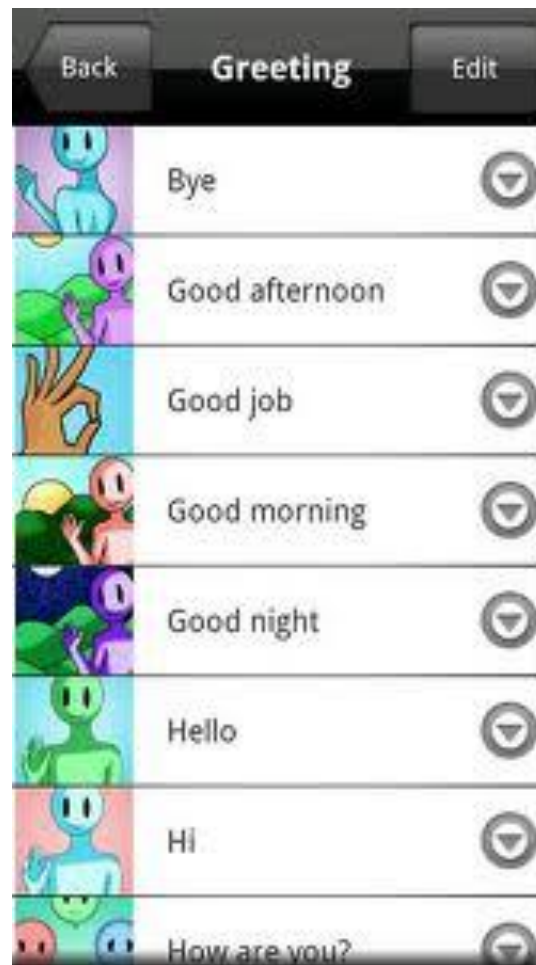 Back Greeting Edit
Bye
Good afternoon
Good job
Good morning
Good night
Hello
Hi
How are you?